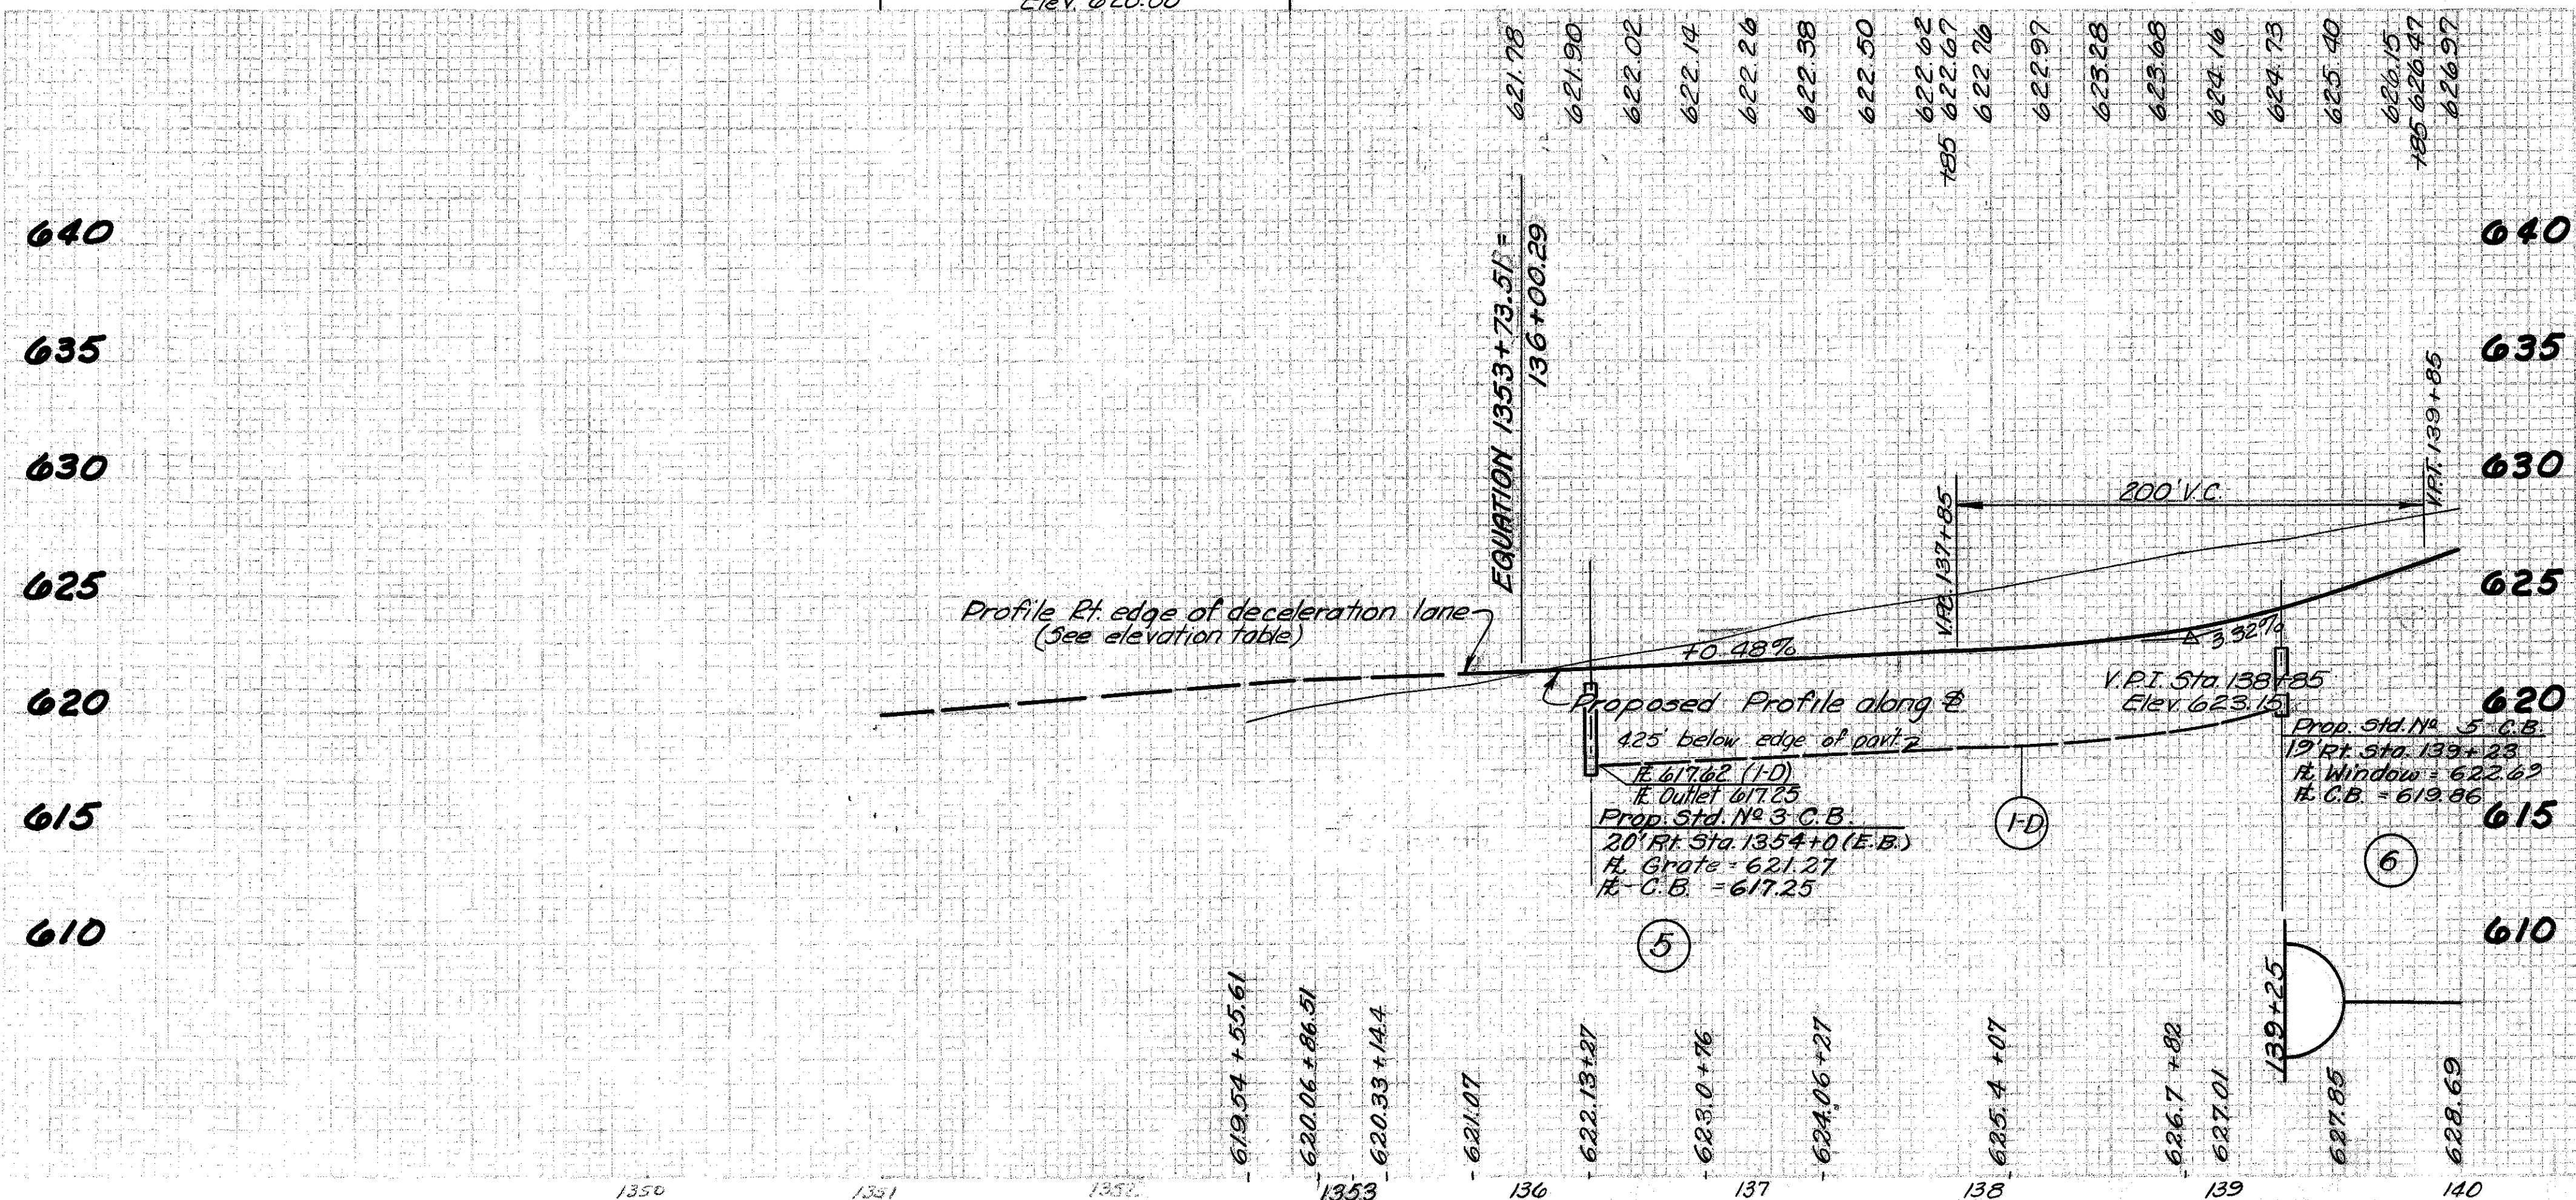 Elev. 620.00
621.78
621.90
622.02
622.14
622.26
622.38
622.50
622.62
+85 622.67
622.76
622.97
623.28
623.68
624.16
624.73
625.40
626.15
+85 626.47
626.97
640
640
635
635
630
630
625
625
620
620
615
615
610
610
EQUATION 1353+73.51=
136+00.29
Profile Rt. edge of deceleration lane
(See elevation table)
+0.48%
V.P.C. 137+85
200' V.C.
V.P.T. 139+85
3.32%
V.P.I. Sta. 138+85
Elev. 623.15
Proposed Profile along ℄
4.25' below edge of pav't.
F̶L 617.62 (1-D)
F̶L Outlet 617.25
Prop. Std. Nº 3 C.B.
20' Rt. Sta. 1354+0 (E.B.)
F̶L Grate = 621.27
F̶L C.B. = 617.25
5
1-D
Prop. Std. Nº 5 C.B.
19' Rt. Sta. 139+23
F̶L Window = 622.69
F̶L C.B. = 619.86
6
139+25
619.54 +55.61
620.06 +86.51
620.33 +14.4
621.07
622.13 +27
623.0 +76
624.06 +27
625.4 +07
626.7 +82
627.01
627.85
628.69
1350
1351
1352
1353
136
137
138
139
140